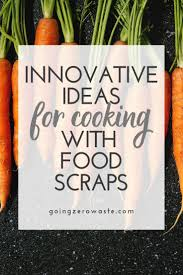 INNOVATIVE
IDEAS
for cooking
WITH
FOOD
SCRAPS
goingzerowaste.com